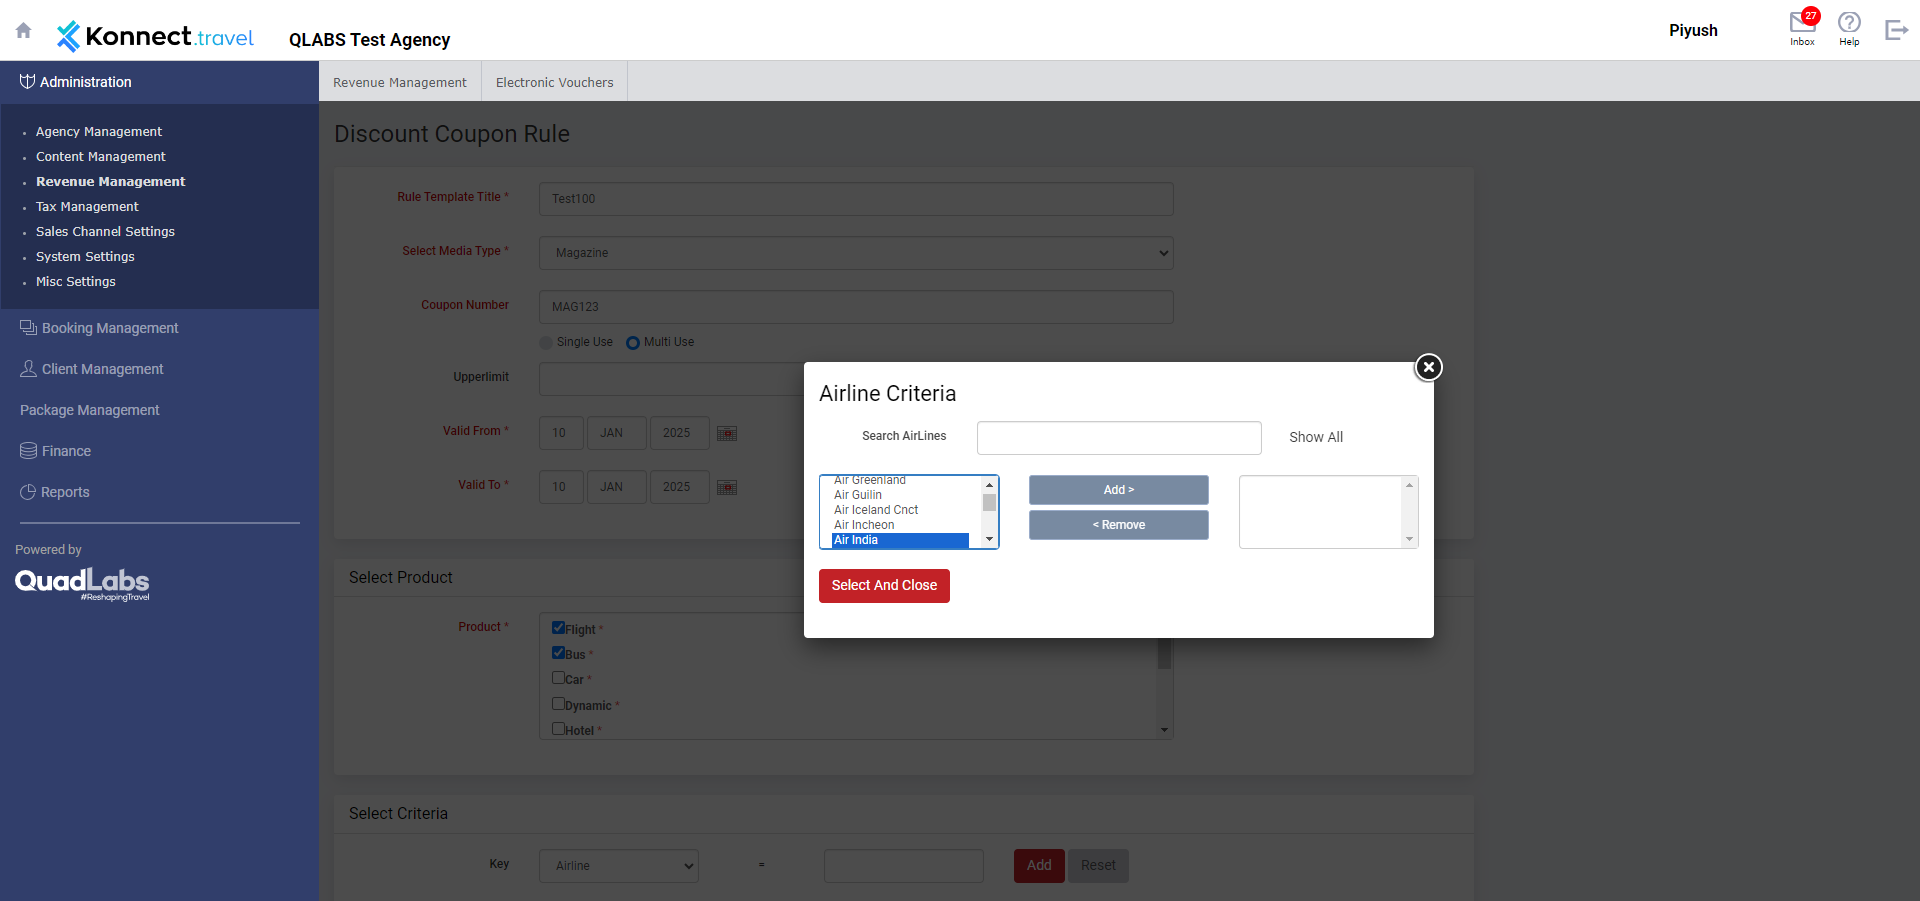 Konnect.travel
QLABS Test Agency
Piyush
27
Inbox
Help
Administration
Agency Management
Content Management
Revenue Management
Tax Management
Sales Channel Settings
System Settings
Misc Settings
Booking Management
Client Management
Package Management
Finance
Reports
Powered by
QuadLabs
#ReshapingTravel
Revenue Management
Electronic Vouchers
Discount Coupon Rule
Rule Template Title *
Test100
Select Media Type *
Magazine
Coupon Number
MAG123
Single Use
Multi Use
Upperlimit
Valid From *
10 JAN 2025
Valid To *
10 JAN 2025
Select Product
Product *
Flight *
Bus *
Car *
Dynamic *
Hotel *
Select Criteria
Key
Airline
=
Add
Reset
Airline Criteria
Search AirLines
Show All
Air Greenland
Air Guilin
Air Iceland Cnct
Air Incheon
Air India
Add >
< Remove
Select And Close